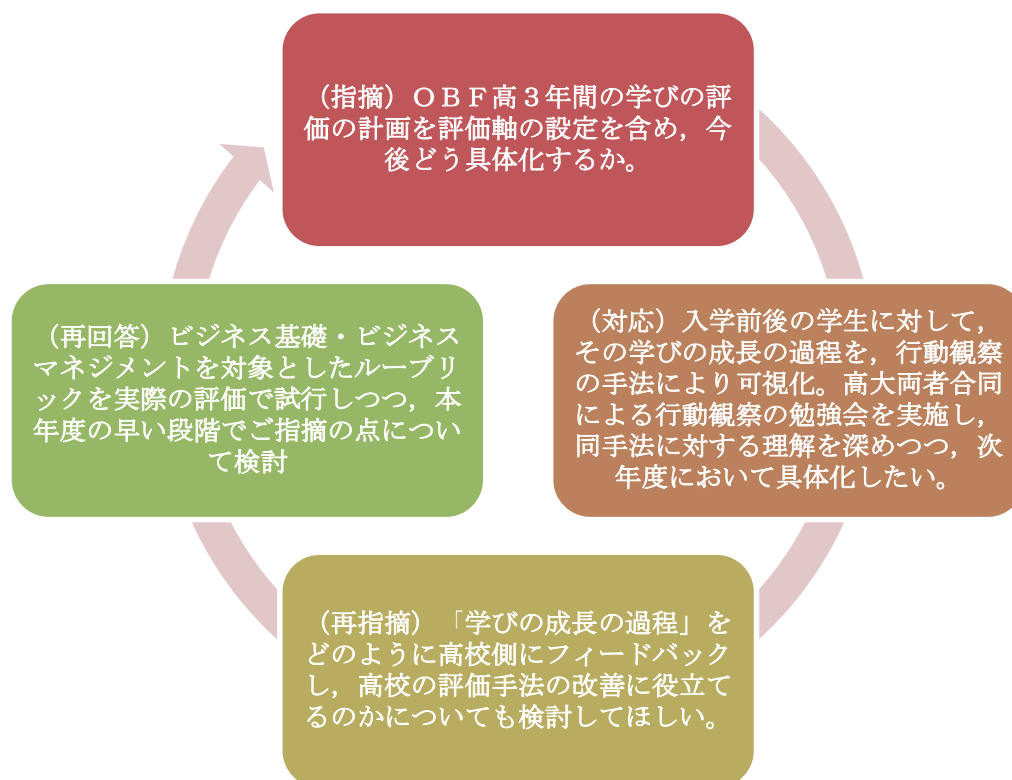 （指摘）ＯＢＦ高３年間の学びの評
価の計画を評価軸の設定を含め，今
後どう具体化するか。
（対応）入学前後の学生に対して，
その学びの成長の過程を，行動観察
の手法により可視化。高大両者合同
による行動観察の勉強会を実施し，
同手法に対する理解を深めつつ，次
年度において具体化したい。
（再指摘）「学びの成長の過程」を
どのように高校側にフィードバック
し，高校の評価手法の改善に役立て
るのかについても検討してほしい。
（再回答）ビジネス基礎・ビジネス
マネジメントを対象としたルーブリ
ックを実際の評価で試行しつつ，本
年度の早い段階でご指摘の点につい
て検討